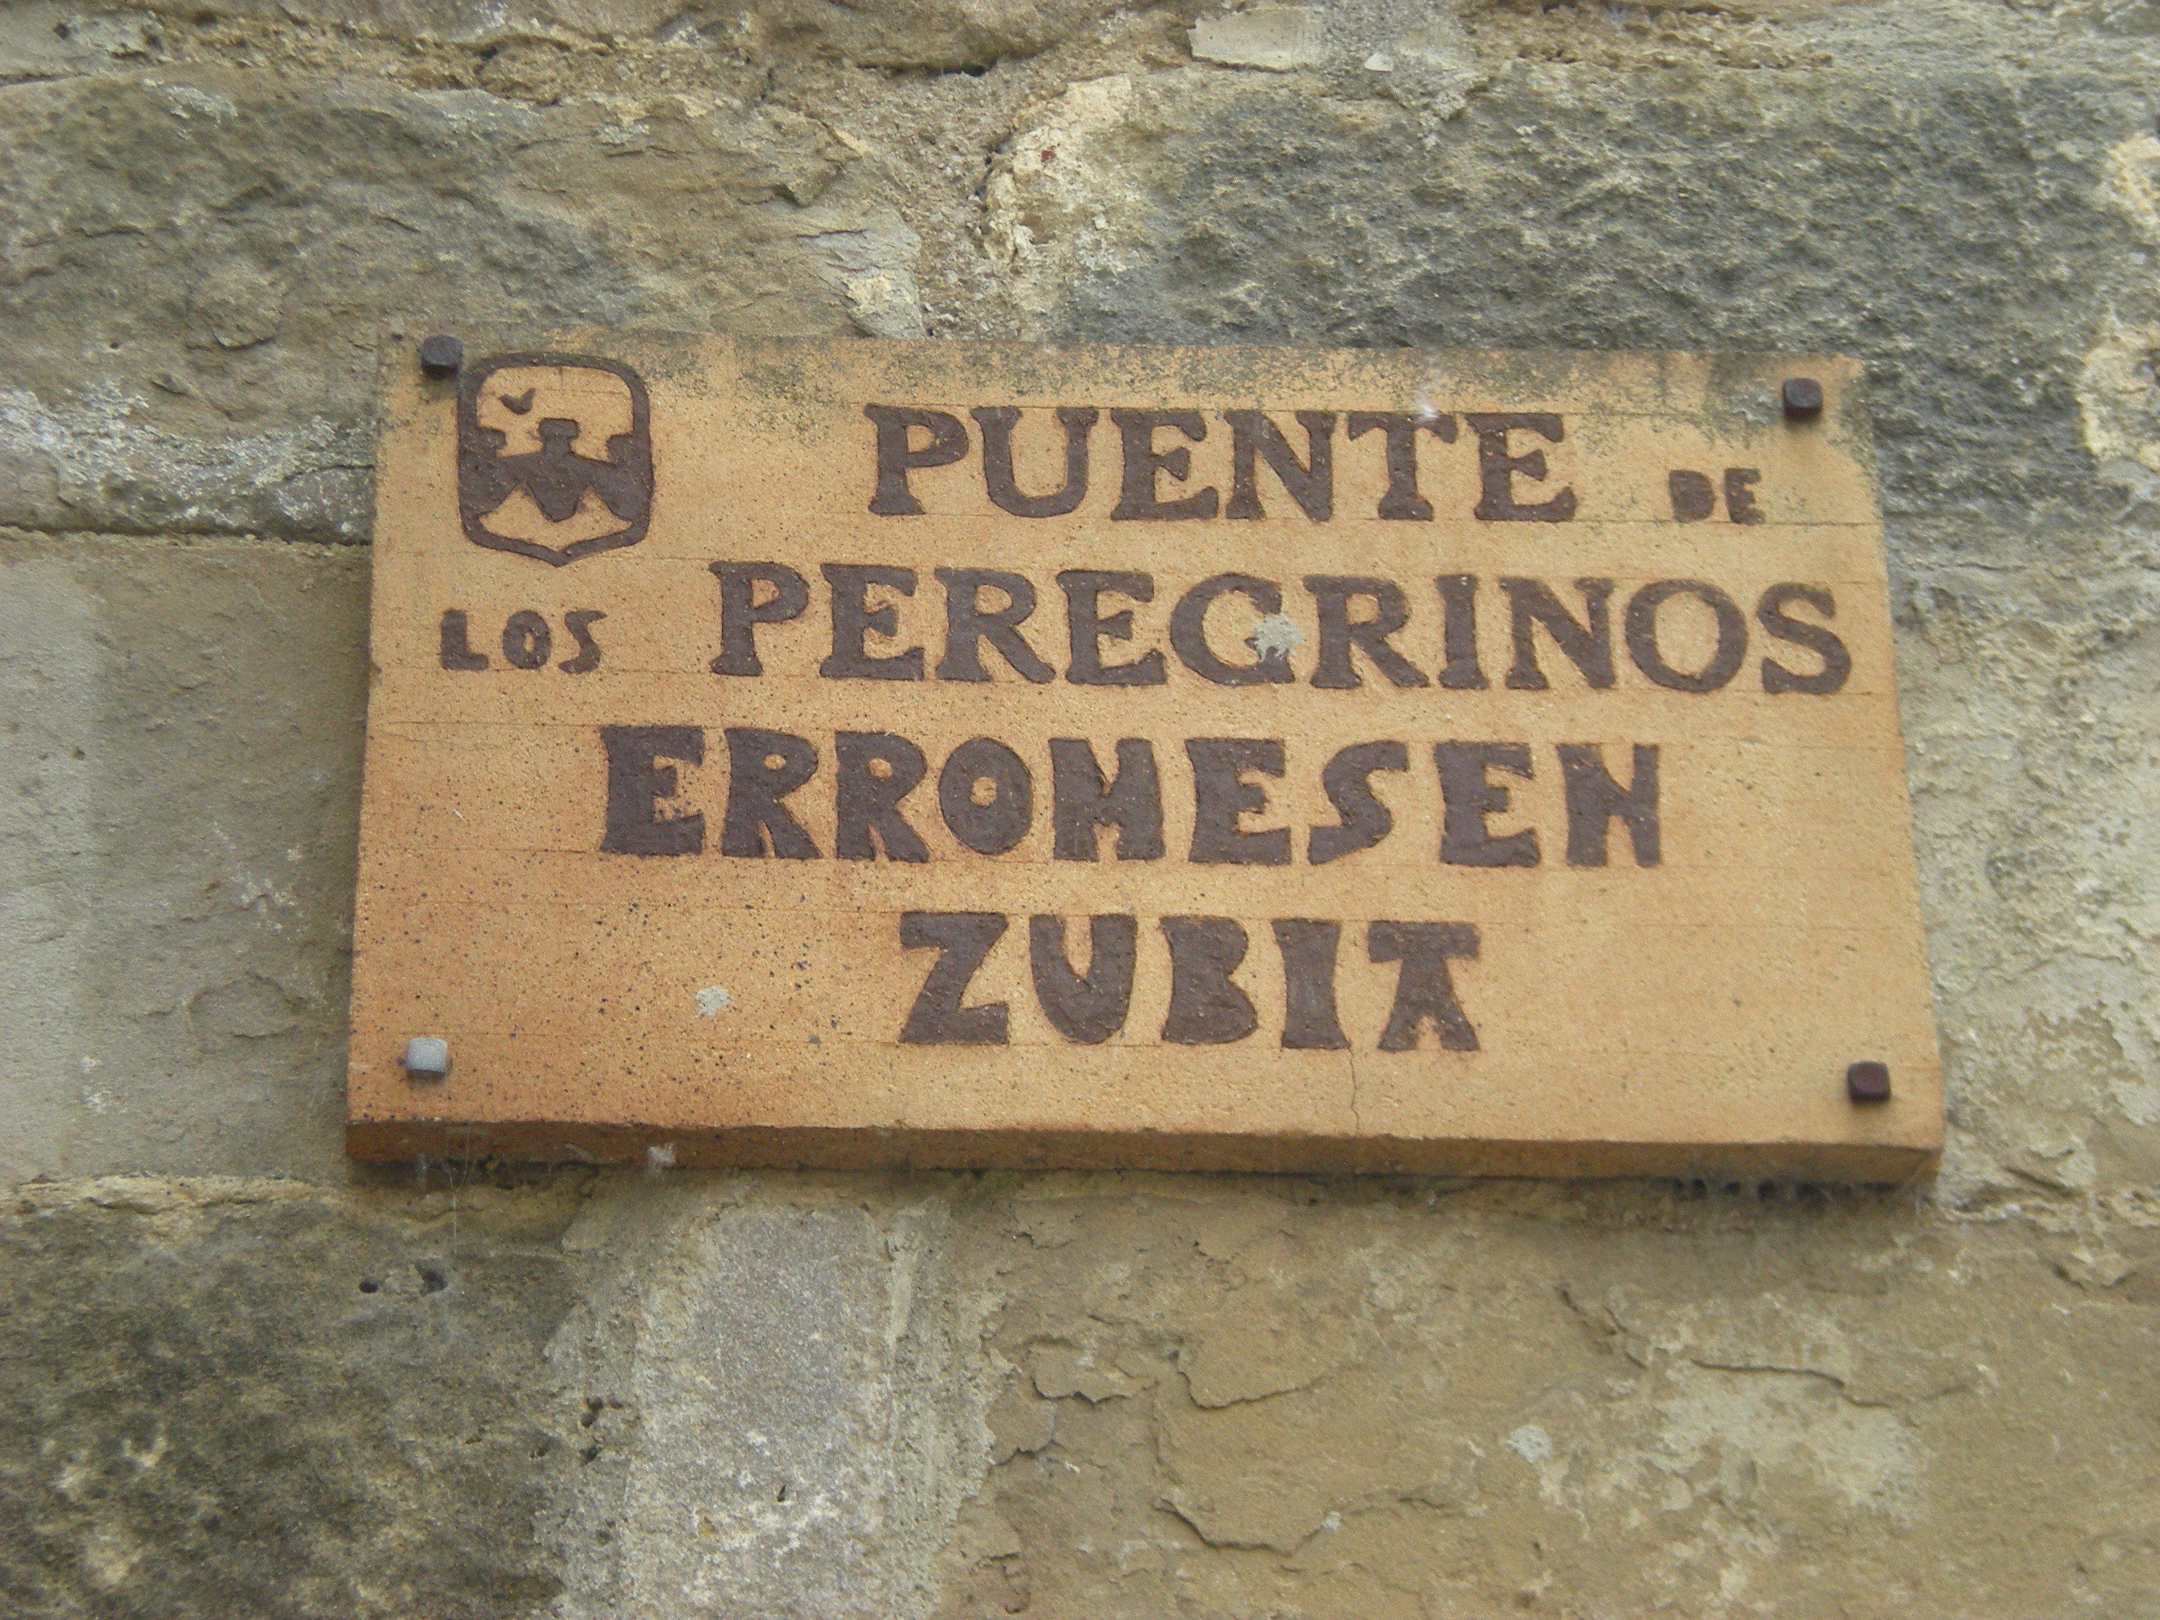 PUENTE DE
LOS PEREGRINOS
ERROMESEN
ZUBIA